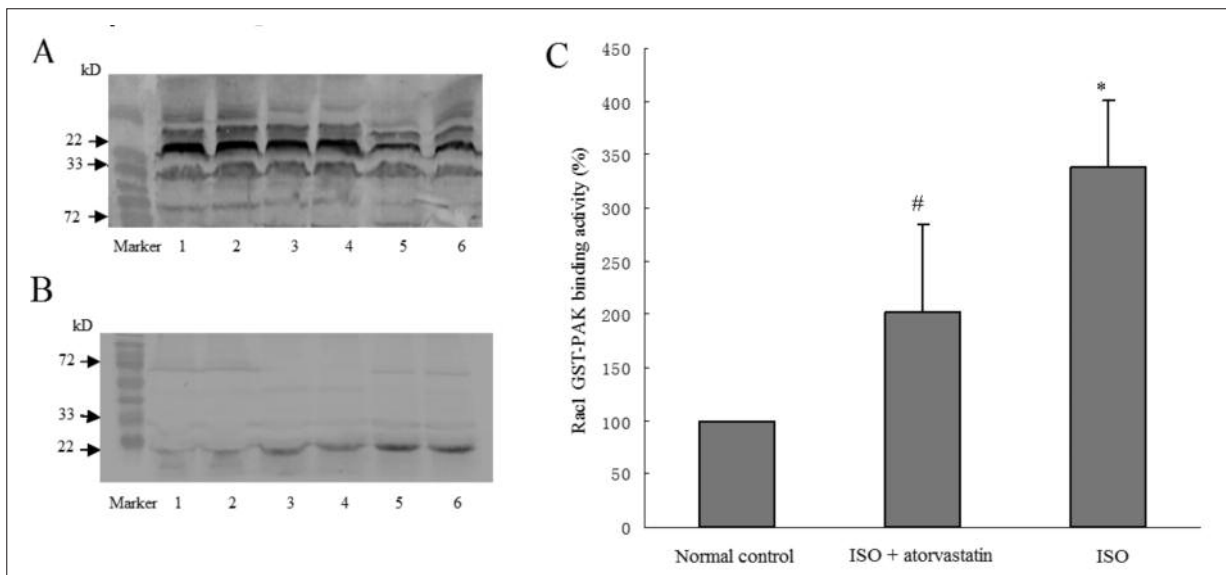 A
kD
22
33
72
Marker 1 2 3 4 5 6
B
kD
72
33
22
Marker 1 2 3 4 5 6
C
Rac1 GST-PAK binding activity (%)
450
400
350
300
250
200
150
100
50
0
#
*
Normal control ISO + atorvastatin ISO